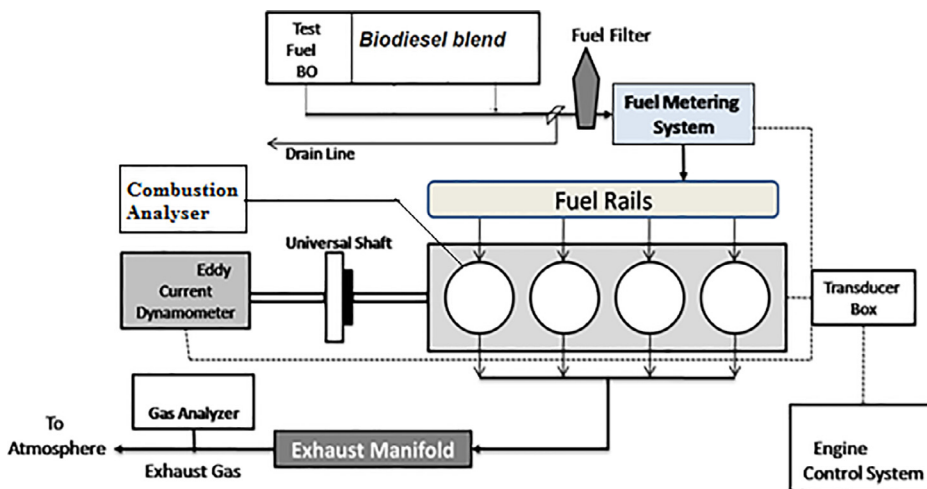 Test
Fuel
BO
Biodiesel blend
Fuel Filter
Fuel Metering
System
Drain Line
Combustion
Analyser
Fuel Rails
Universal Shaft
Eddy
Current
Dynamometer
Transducer
Box
Gas Analyzer
To
Atmosphere
Exhaust Gas
Exhaust Manifold
Engine
Control System